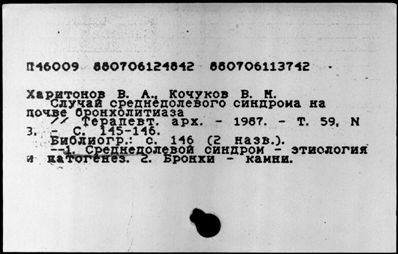 П46009 880706124842 880706113742
Харитонов В. А., Кочуков В. М.
Случай среднедолевого синдрома на
почве бронхолитиаза
// Терапевт. арх. - 1987. - Т. 59, N
3. - С. 145-146.
Библиогр.: с. 146 (2 назв.).
--1. Среднедолевой синдром - этиология
и патогенез. 2. Бронхи - камни.